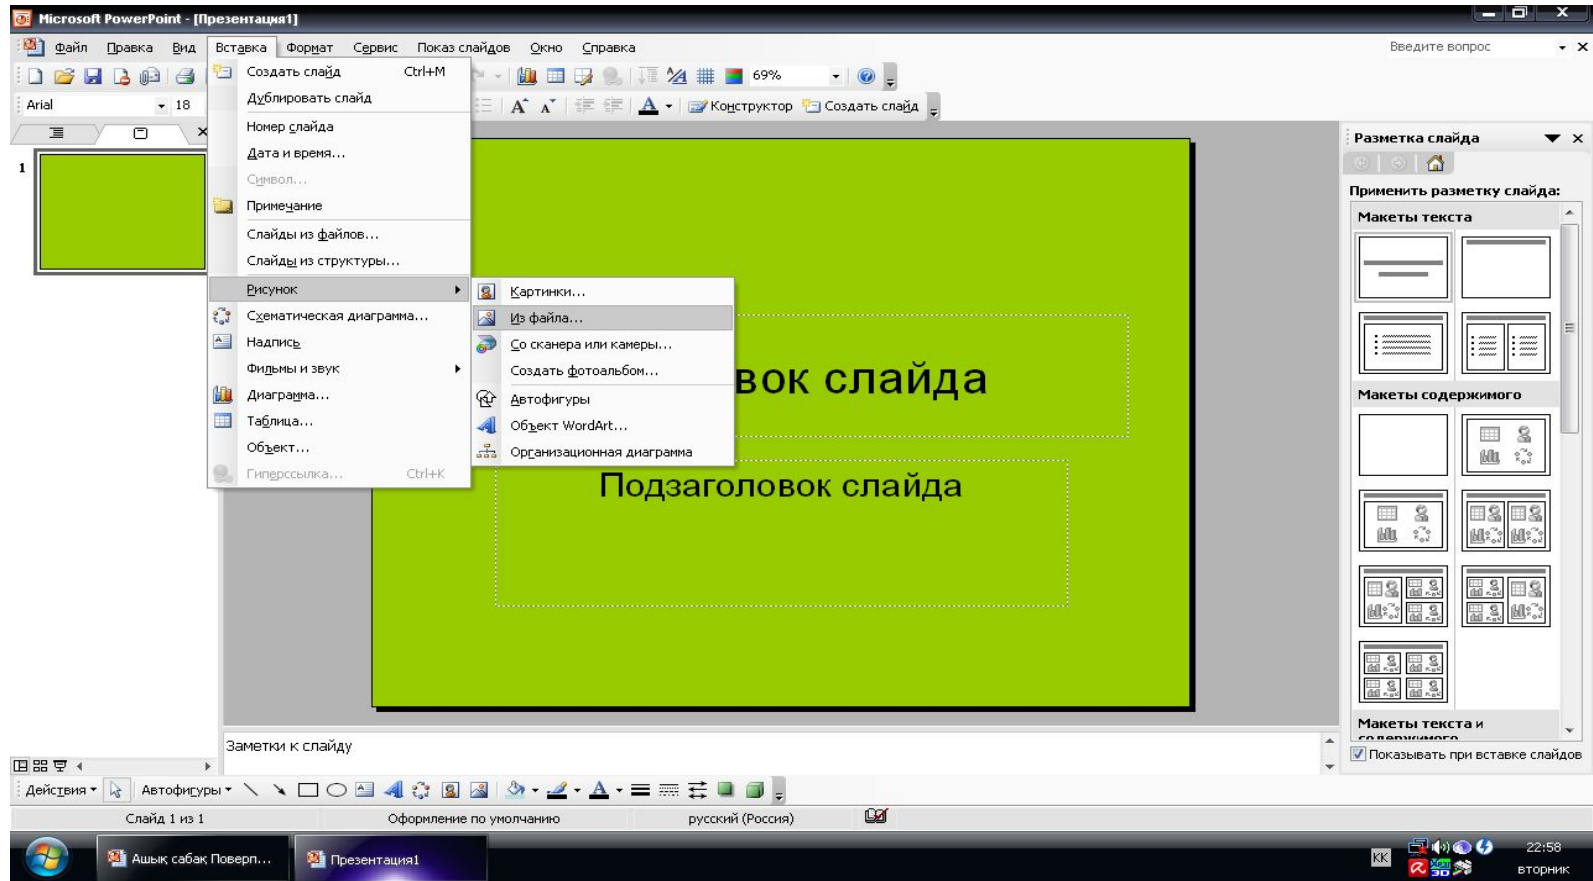 Microsoft PowerPoint - [Презентация1]
Файл Правка Вид Вставка Формат Сервис Показ слайдов Окно Справка Введите вопрос
69%
Arial 18 Конструктор Создать слайд
Создать слайд Ctrl+M
Дублировать слайд
Номер слайда
Дата и время...
Символ...
Примечание
Слайды из файлов...
Слайды из структуры...
Рисунок
Схематическая диаграмма...
Надпись
Фильмы и звук
Диаграмма...
Таблица...
Объект...
Гиперссылка... Ctrl+K
Картинки...
Из файла...
Со сканера или камеры...
Создать фотоальбом...
Автофигуры
Объект WordArt...
Организационная диаграмма
1
вок слайда
Подзаголовок слайда
Разметка слайда
Применить разметку слайда:
Макеты текста
Макеты содержимого
Макеты текста и
содержимого
Показывать при вставке слайдов
Заметки к слайду
Действия Автофигуры
Слайд 1 из 1 Оформление по умолчанию русский (Россия)
Ашық сабақ Поверп... Презентация1 KK 22:58
вторник